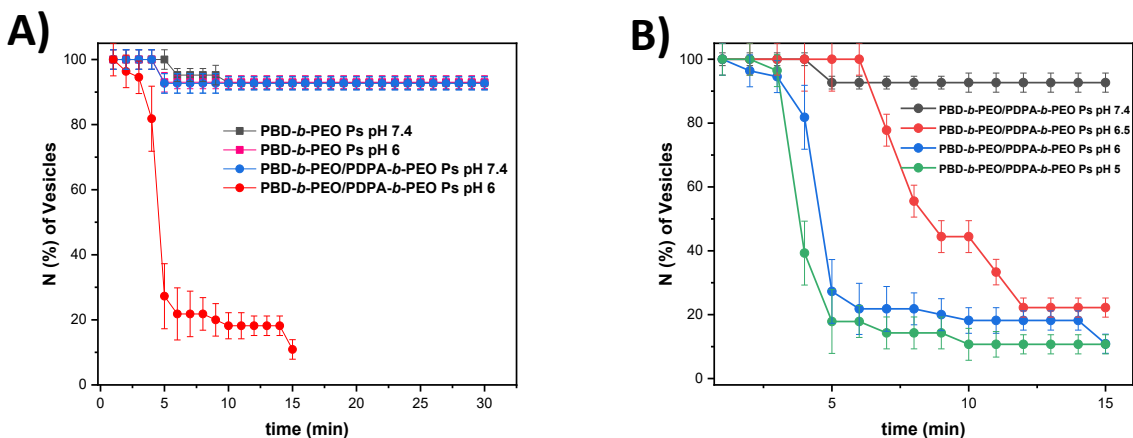 A)
N (%) of Vesicles
100
80
60
40
20
0
PBD-b-PEO Ps pH 7.4
PBD-b-PEO Ps pH 6
PBD-b-PEO/PDPA-b-PEO Ps pH 7.4
PBD-b-PEO/PDPA-b-PEO Ps pH 6
0 5 10 15 20 25 30
time (min)
B)
N (%) of Vesicles
100
80
60
40
20
0
PBD-b-PEO/PDPA-b-PEO Ps pH 7.4
PBD-b-PEO/PDPA-b-PEO Ps pH 6.5
PBD-b-PEO/PDPA-b-PEO Ps pH 6
PBD-b-PEO/PDPA-b-PEO Ps pH 5
5 10 15
time (min)